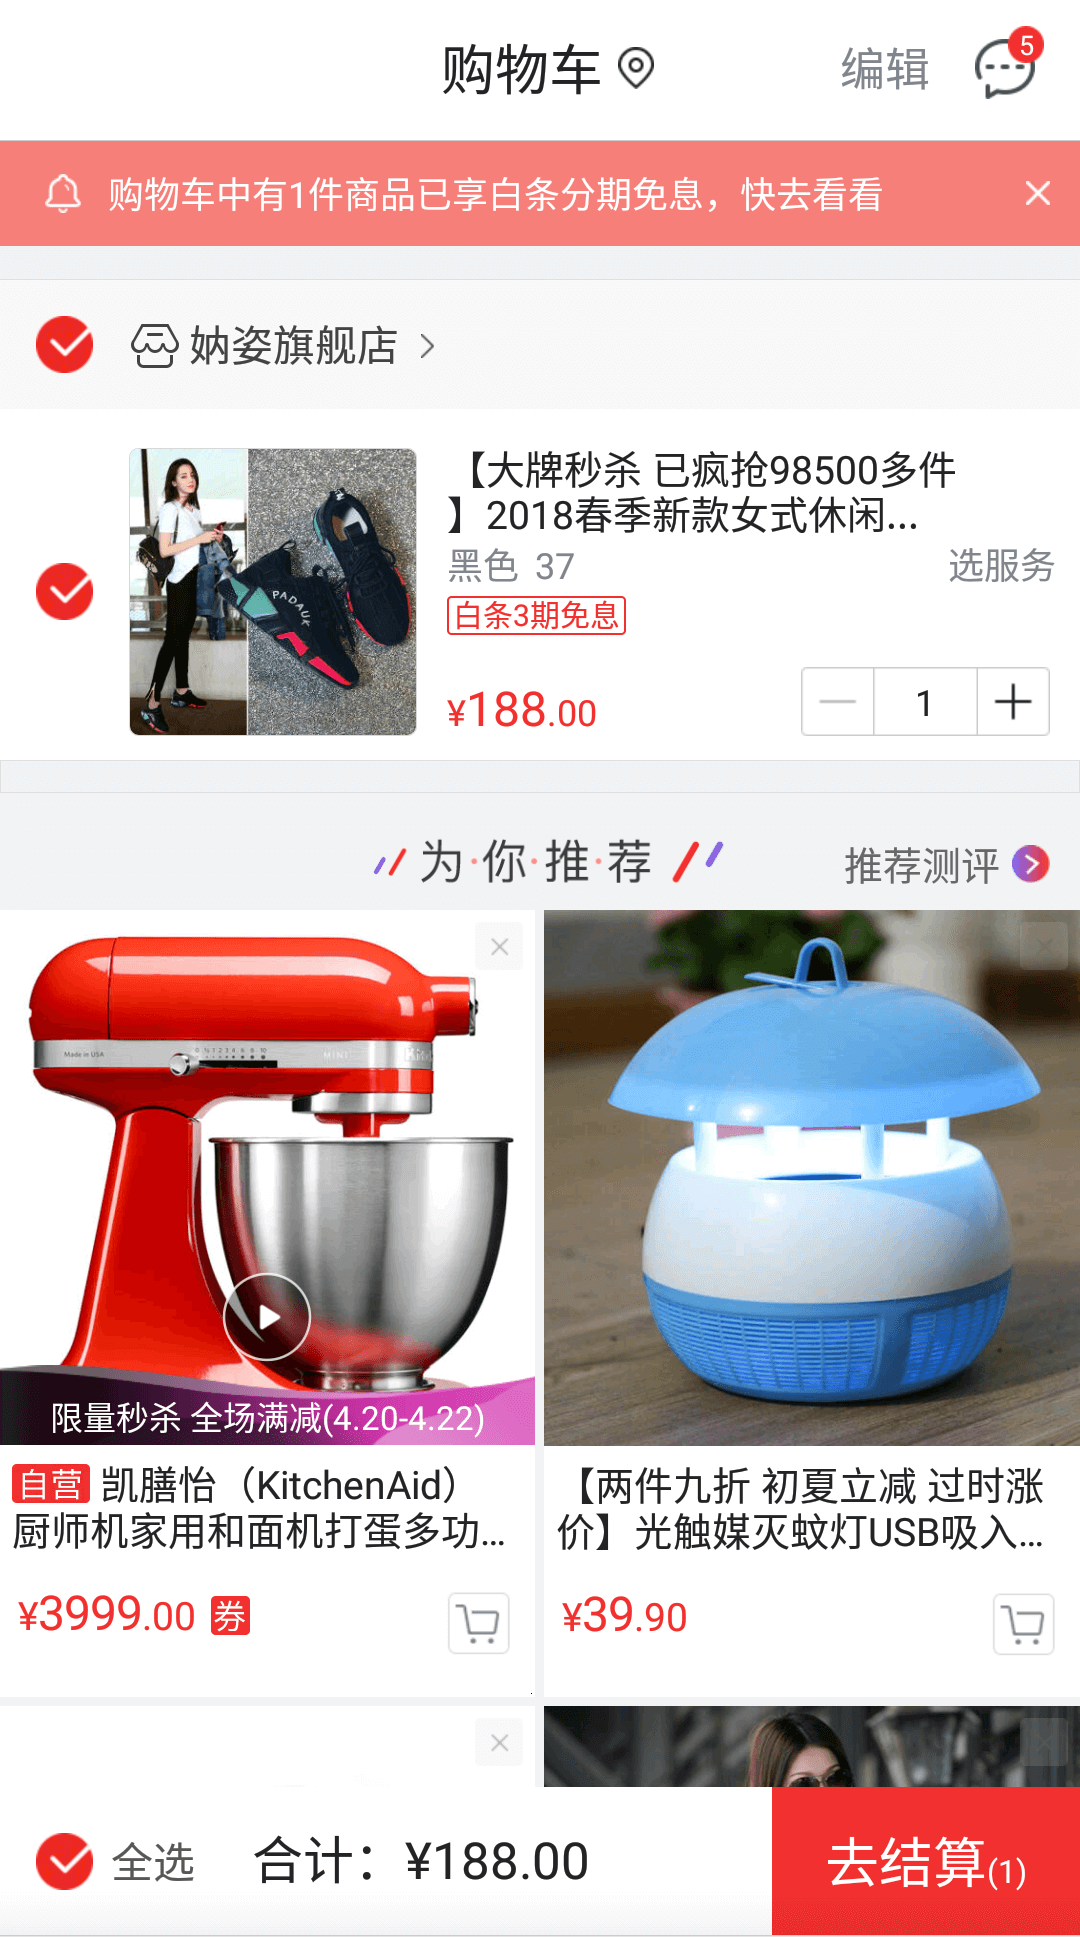 购物车
编辑
5
购物车中有1件商品已享白条分期免息，快去看看
妠姿旗舰店
【大牌秒杀 已疯抢98500多件
】2018春季新款女式休闲...
黑色 37
选服务
白条3期免息
PADAUK
¥188.00
1
为·你·推·荐
推荐测评
Made in USA
MINI
限量秒杀 全场满减(4.20-4.22)
自营 凯膳怡（KitchenAid）
厨师机家用和面机打蛋多功...
¥3999.00 券
【两件九折 初夏立减 过时涨
价】光触媒灭蚊灯USB吸入...
¥39.90
全选
合计：¥188.00
去结算(1)